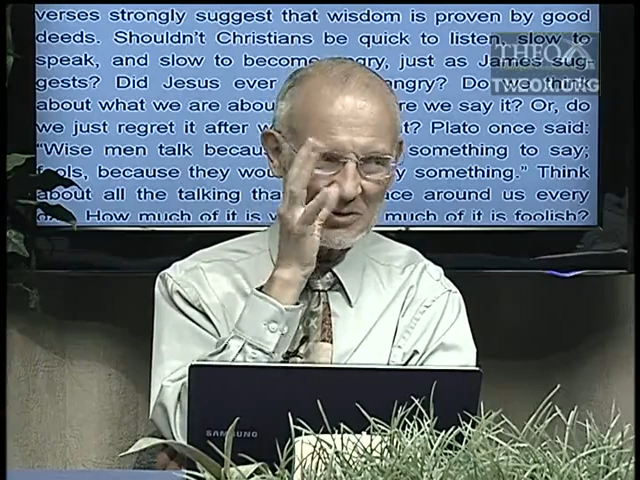 verses strongly suggest that wisdom is proven by good
deeds. Shouldn't Christians be quick to listen, slow to
speak, and slow to become angry, just as James sug-
gests? Did Jesus ever angry? Do we think
about what we are abou re we say it? Or, do
we just regret it after w t? Plato once said:
"Wise men talk becau something to say;
fools, because they wou y something." Think
about all the talking tha ce around us every
How much of it is much of it is foolish?
THEO
THEOSTUG
SAMSUNG